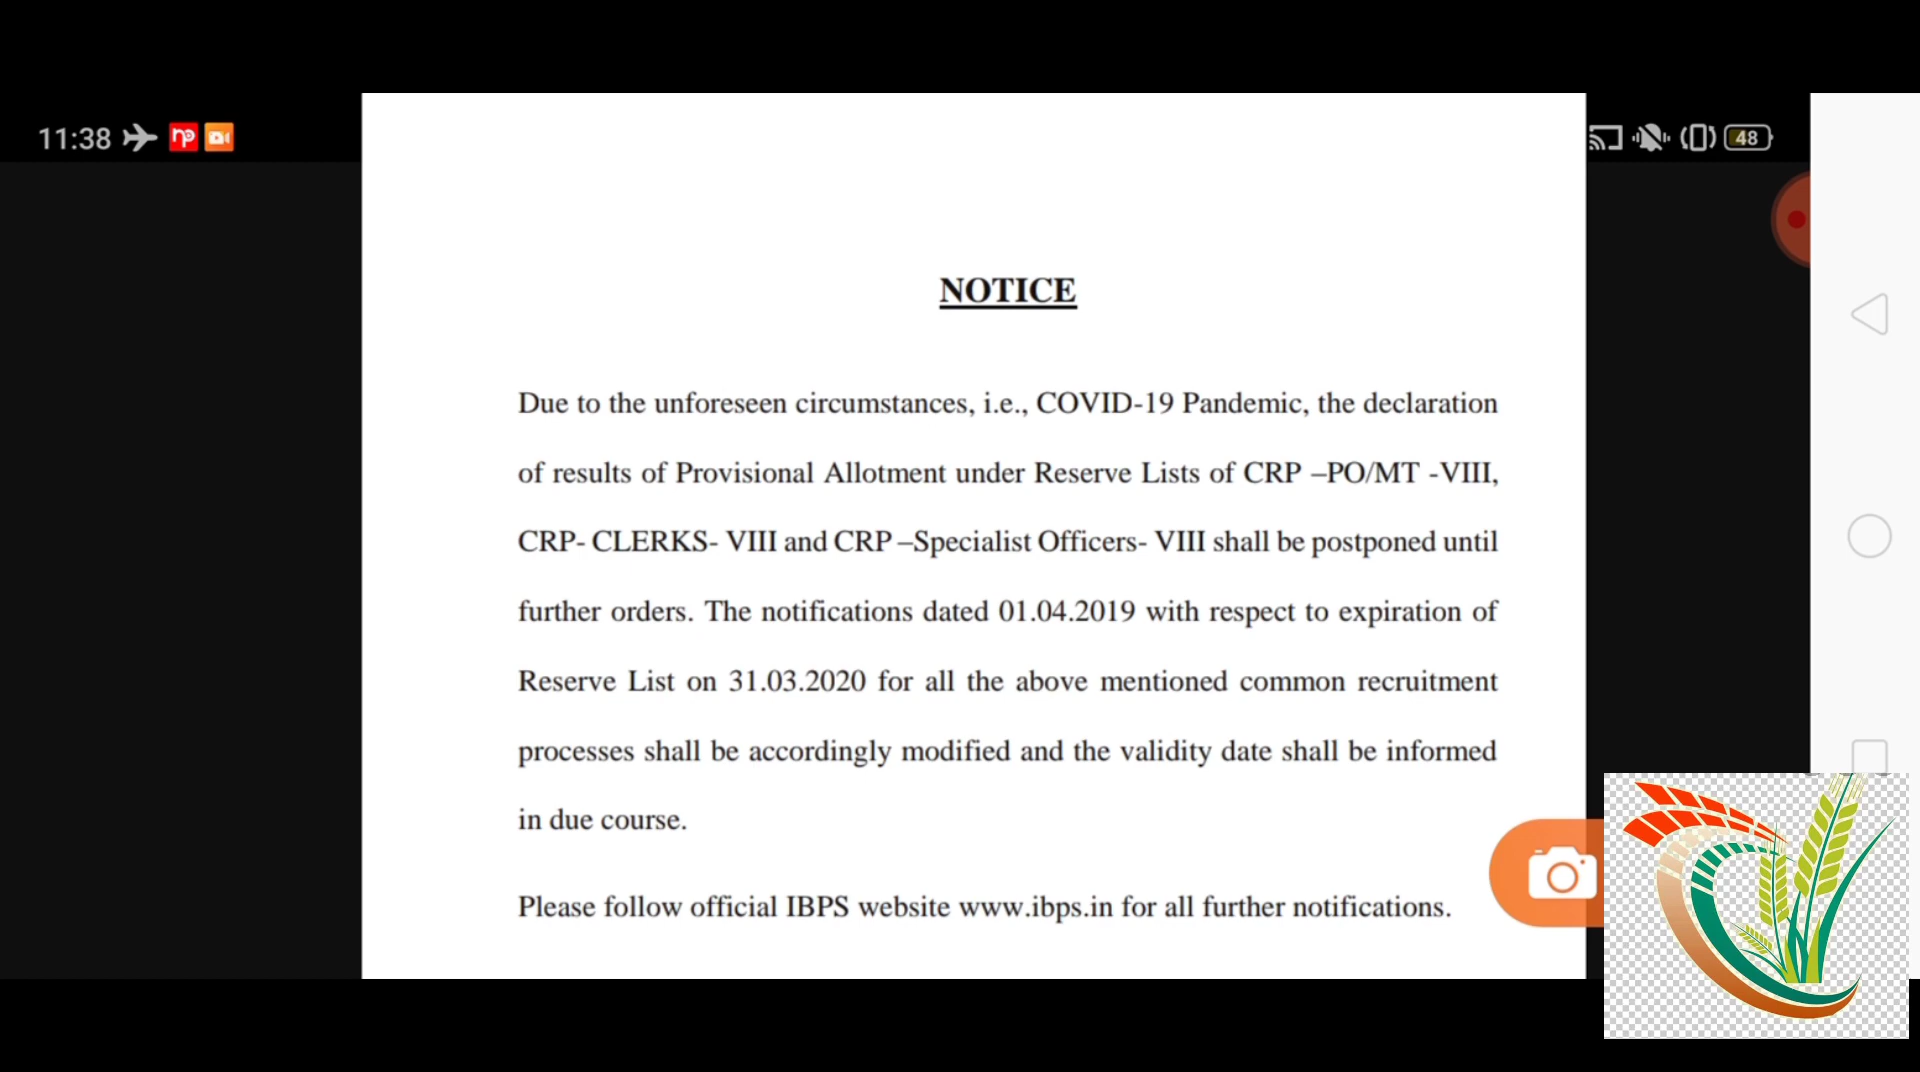 11:38
48
NOTICE
Due to the unforeseen circumstances, i.e., COVID-19 Pandemic, the declaration
of results of Provisional Allotment under Reserve Lists of CRP –PO/MT -VIII,
CRP- CLERKS- VIII and CRP –Specialist Officers- VIII shall be postponed until
further orders. The notifications dated 01.04.2019 with respect to expiration of
Reserve List on 31.03.2020 for all the above mentioned common recruitment
processes shall be accordingly modified and the validity date shall be informed
in due course.
Please follow official IBPS website www.ibps.in for all further notifications.